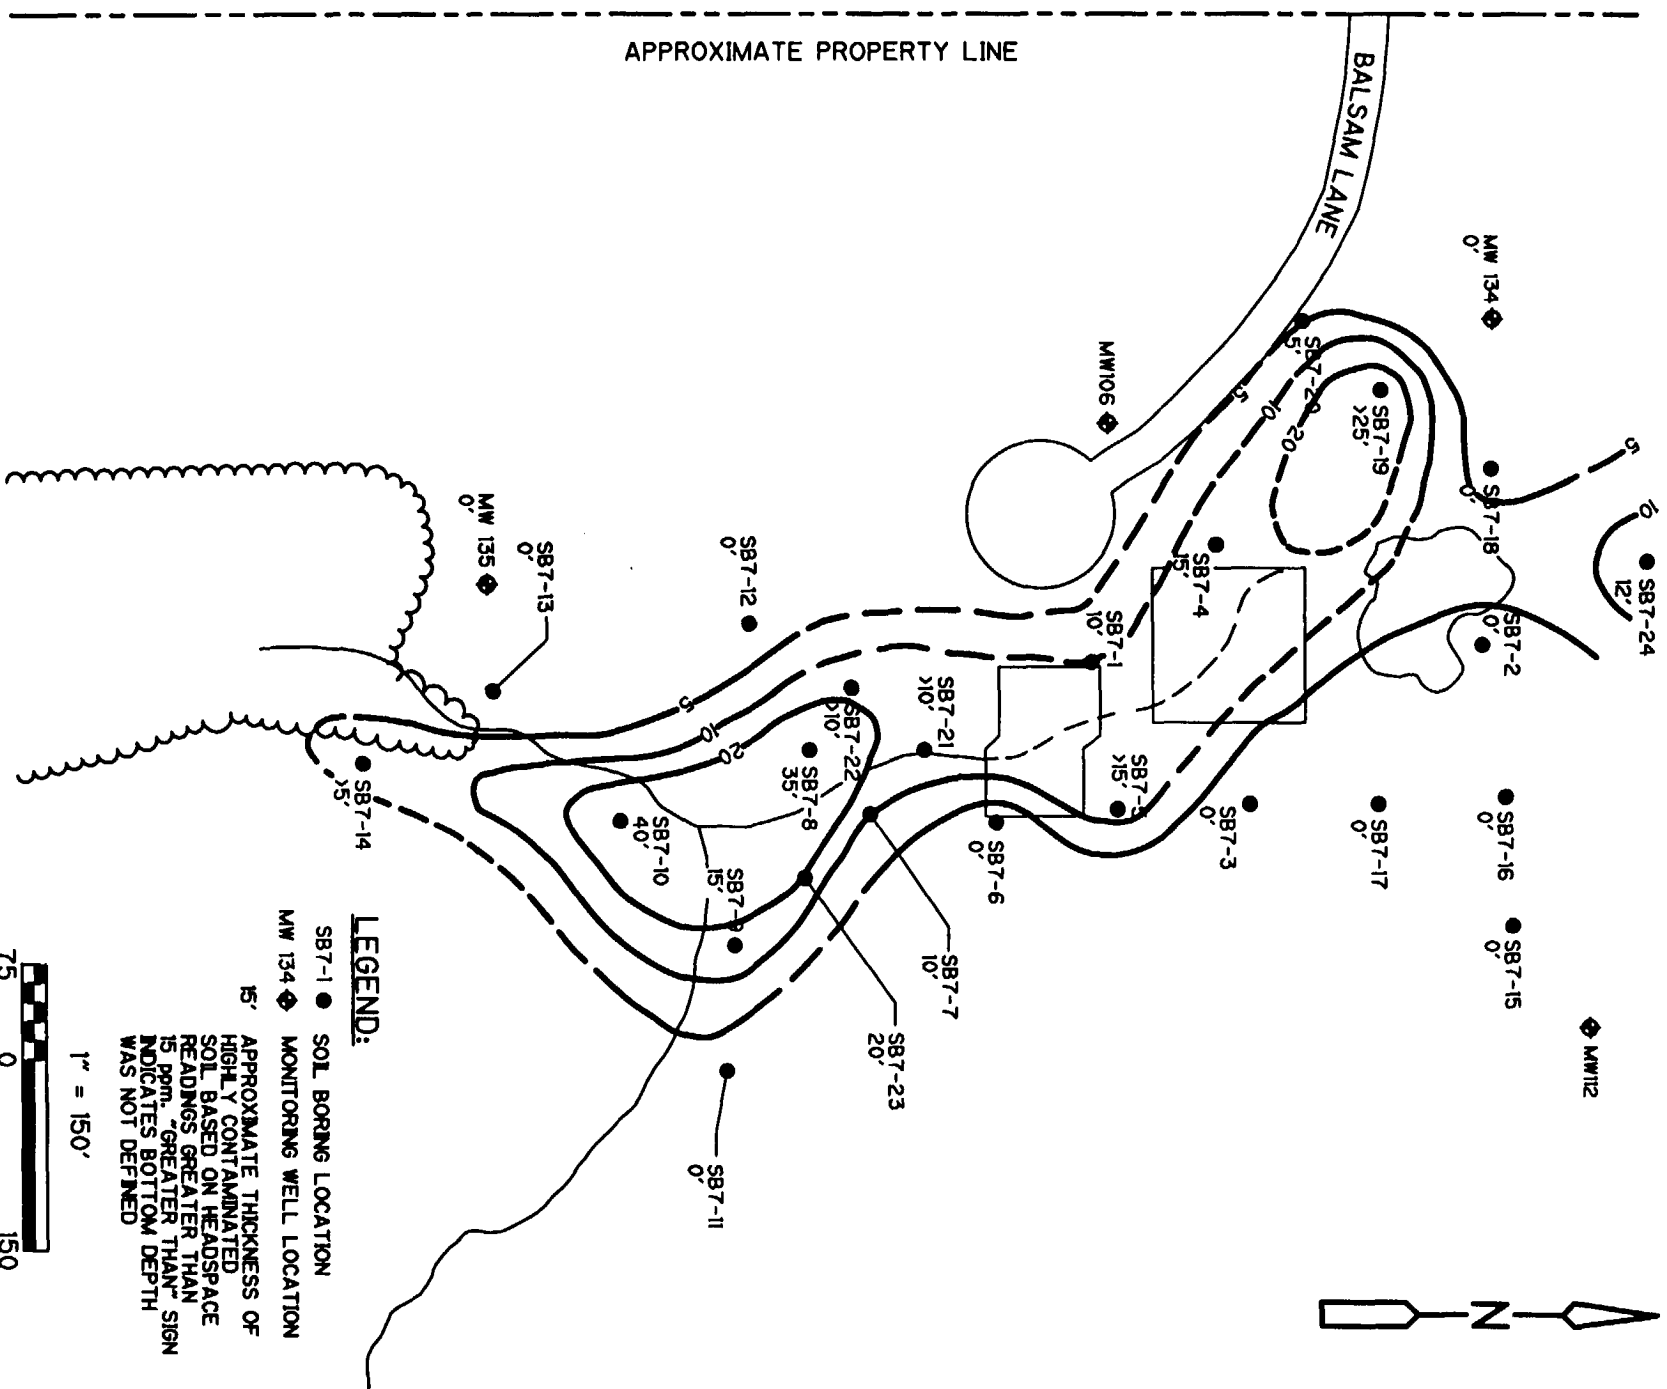 APPROXIMATE PROPERTY LINE
BALSAM LANE
MW 134
0'
MW106
SB7-20
5'
SB7-19
>25'
SB7-18
0'
SB7-24
12'
SB7-2
0'
SB7-4
15'
SB7-1
10'
SB7-12
0'
SB7-13
0'
MW 135
0'
SB7-21
>10'
SB7-22
>10'
SB7-8
35'
SB7-5
>15'
SB7-3
0'
SB7-17
0'
SB7-16
0'
SB7-15
0'
MW112
SB7-6
0'
SB7-7
10'
SB7-23
20'
SB7-9
15'
SB7-10
40'
SB7-14
>5'
SB7-11
0'
5
10
20
5
10
5
10
20
N
LEGEND:
SB7-1 SOIL BORING LOCATION
MW 134 MONITORING WELL LOCATION
15' APPROXIMATE THICKNESS OF
HIGHLY CONTAMINATED
SOIL BASED ON HEADSPACE
READINGS GREATER THAN
15 ppm. "GREATER THAN" SIGN
INDICATES BOTTOM DEPTH
WAS NOT DEFINED
1" = 150'
75 0 150